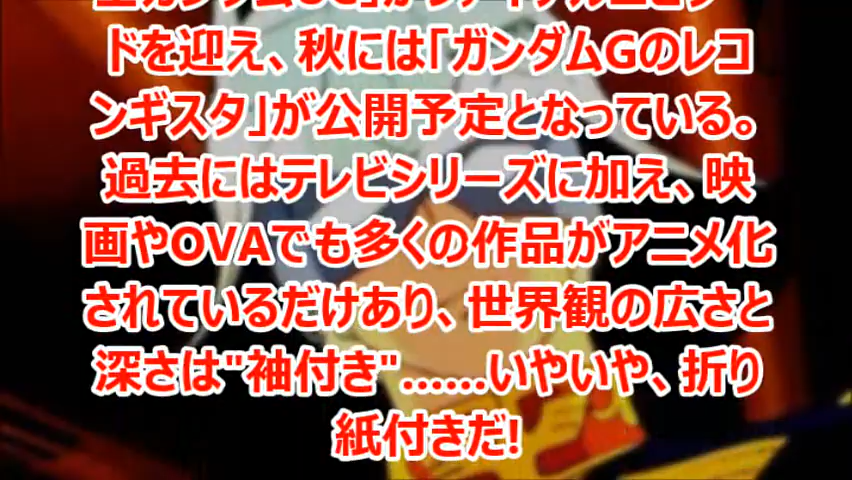 ドを迎え、秋には「ガンダムGのレコ
ンギスタ」が公開予定となっている。
過去にはテレビシリーズに加え、映
画やOVAでも多くの作品がアニメ化
されているだけあり、世界観の広さと
深さは"袖付き"……いやいや、折り
紙付きだ!